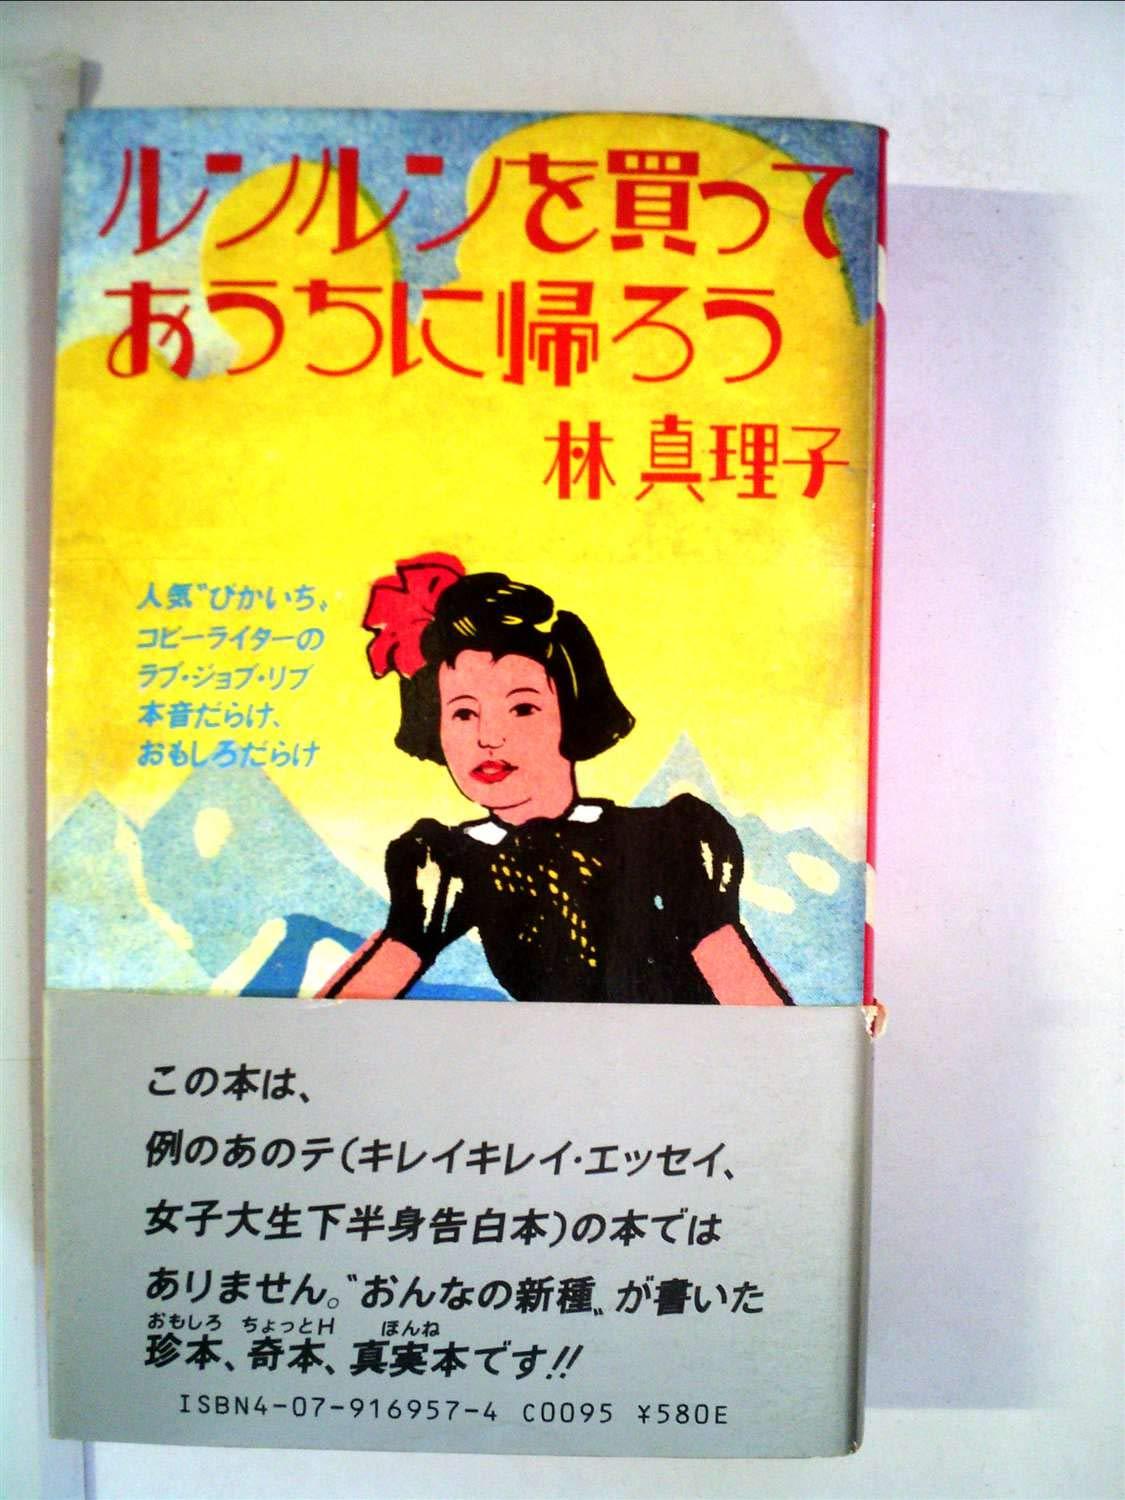 ルンルンを買って
おうちに帰ろう
林 真理子
人気〝ぴかいち〟
コピーライターの
ラブ・ジョブ・リブ
本音だらけ、
おもしろだらけ
この本は、
例のあのテ(キレイキレイ・エッセイ、
女子大生下半身告白本)の本では
ありません。〝おんなの新種〟が書いた
おもしろ ちょっとH ほんね
珍本、奇本、真実本です!!
ISBN4-07-916957-4 C0095 ¥580E